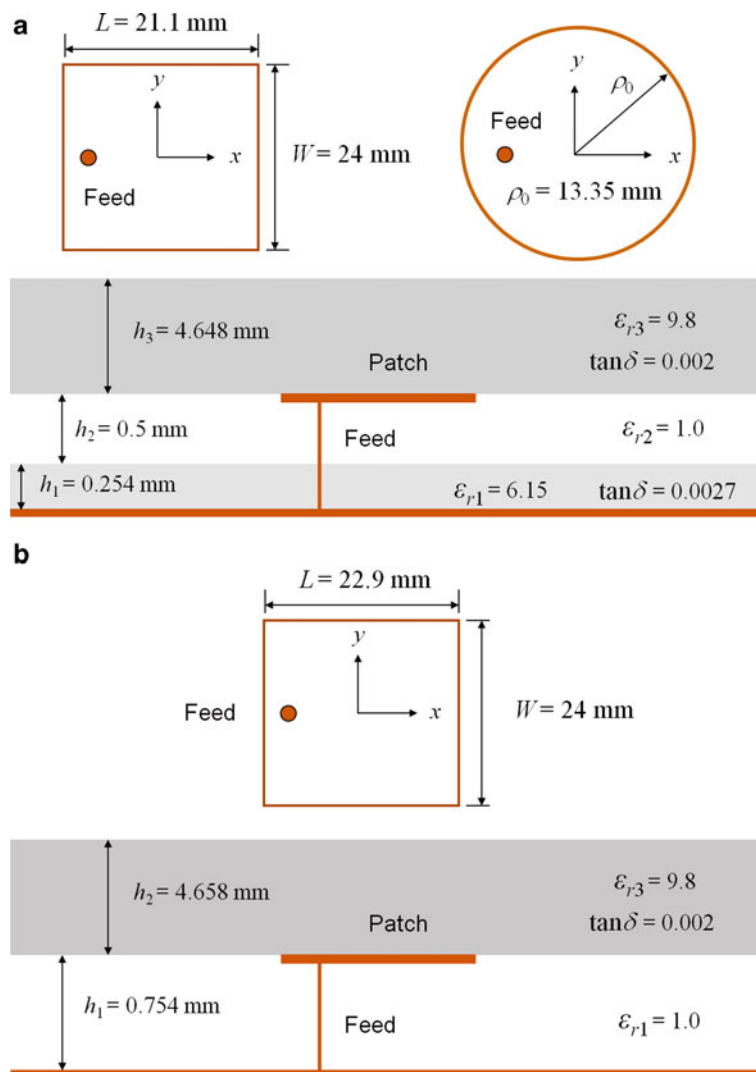 a
L = 21.1 mm
y
x
Feed
W = 24 mm
y
ρ₀
Feed
x
ρ₀ = 13.35 mm
h₃ = 4.648 mm
εᵣ₃ = 9.8
Patch
tanδ = 0.002
h₂ = 0.5 mm
Feed
εᵣ₂ = 1.0
h₁ = 0.254 mm
εᵣ₁ = 6.15
tanδ = 0.0027
b
L = 22.9 mm
y
Feed
x
W = 24 mm
h₂ = 4.658 mm
εᵣ₃ = 9.8
Patch
tanδ = 0.002
h₁ = 0.754 mm
Feed
εᵣ₁ = 1.0